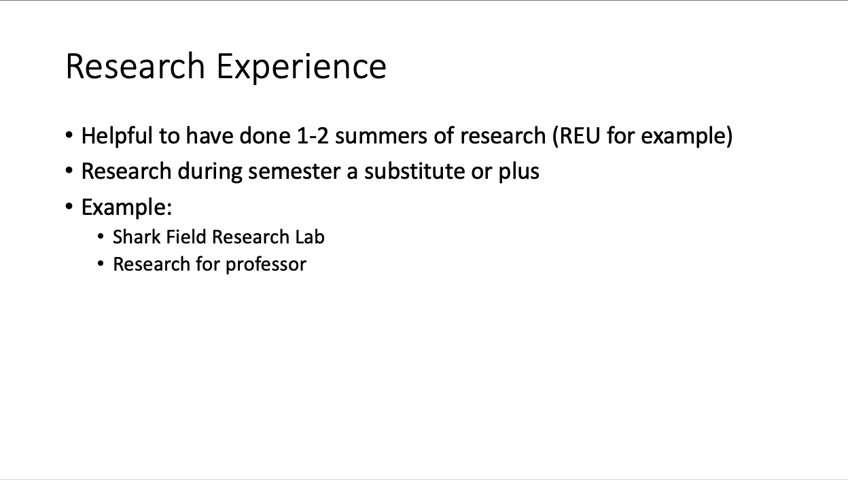 Research Experience
• Helpful to have done 1-2 summers of research (REU for example)
• Research during semester a substitute or plus
• Example:
• Shark Field Research Lab
• Research for professor